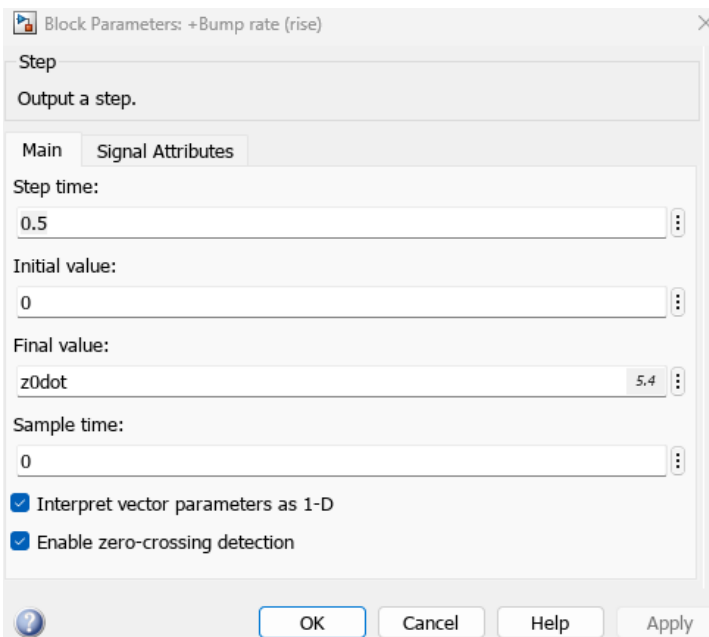 Block Parameters: +Bump rate (rise)
Step
Output a step.
Main Signal Attributes
Step time:
0.5
Initial value:
0
Final value:
z0dot 5.4
Sample time:
0
Interpret vector parameters as 1-D
Enable zero-crossing detection
? OK Cancel Help Apply